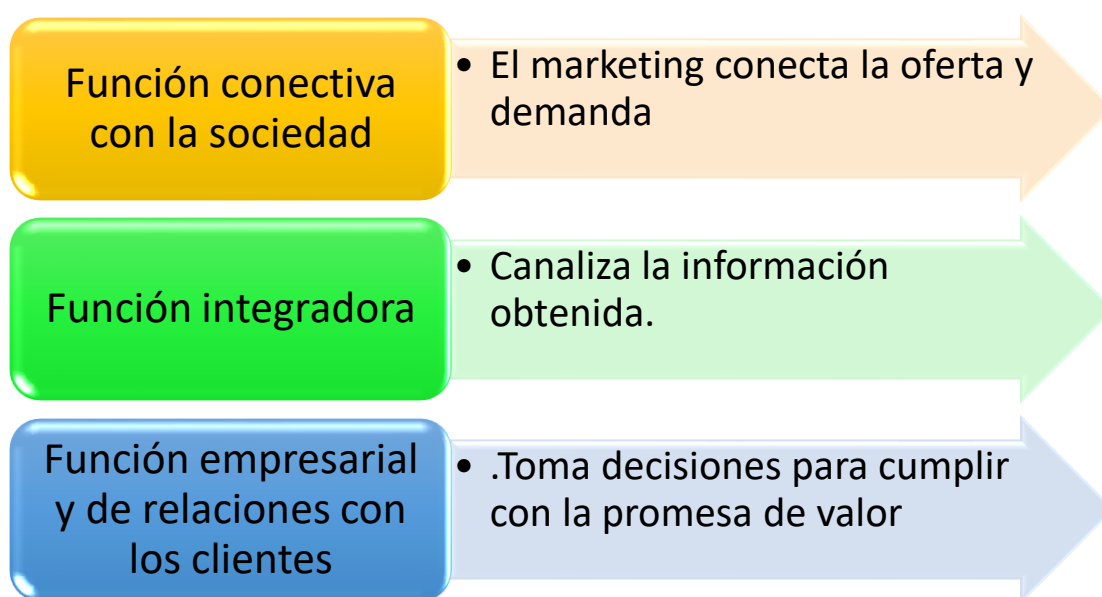 Función conectiva
con la sociedad
• El marketing conecta la oferta y
demanda
Función integradora
• Canaliza la información
obtenida.
Función empresarial
y de relaciones con
los clientes
• .Toma decisiones para cumplir
con la promesa de valor